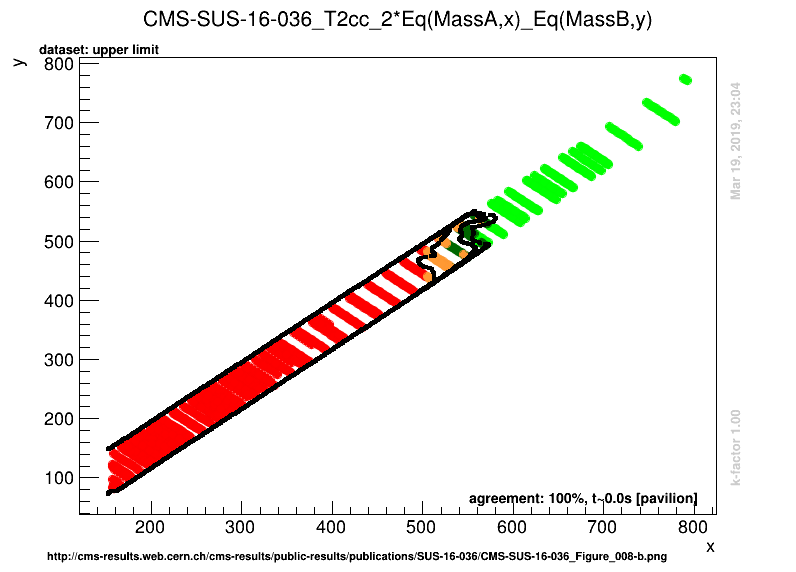 CMS-SUS-16-036_T2cc_2*Eq(MassA,x)_Eq(MassB,y)
dataset: upper limit
y
800
700
600
500
400
300
200
100
Mar 19, 2019, 23:04
k-factor 1.00
agreement: 100%, t~0.0s [pavilion]
200 300 400 500 600 700 800
x
http://cms-results.web.cern.ch/cms-results/public-results/publications/SUS-16-036/CMS-SUS-16-036_Figure_008-b.png